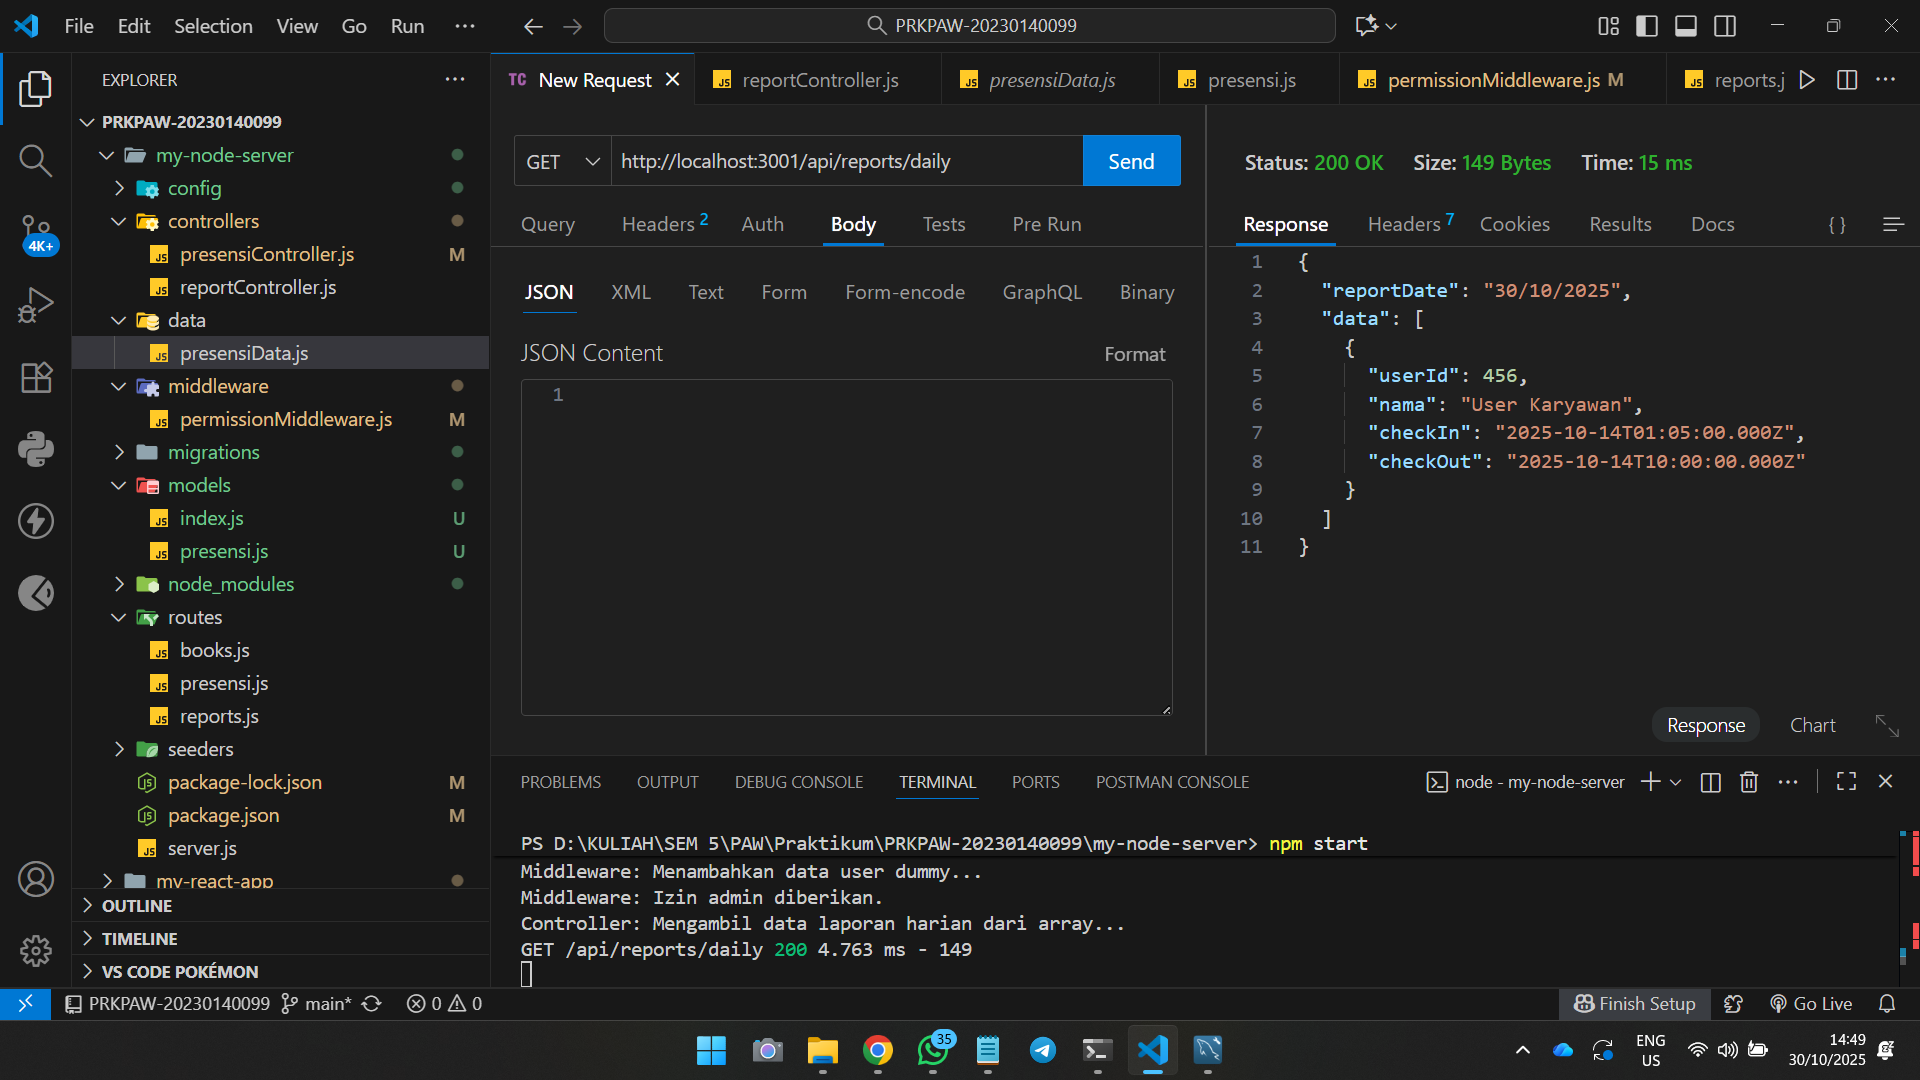 File Edit Selection View Go Run ··· PRKPAW-20230140099
EXPLORER ···
PRKPAW-20230140099
my-node-server
config
controllers
presensiController.js M
reportController.js
data
presensiData.js
middleware
permissionMiddleware.js M
migrations
models
index.js U
presensi.js U
node_modules
routes
books.js
presensi.js
reports.js
seeders
package-lock.json M
package.json M
server.js
my-react-app
OUTLINE
TIMELINE
VS CODE POKÉMON
4K+
TC New Request reportController.js presensiData.js presensi.js permissionMiddleware.js M reports.j
GET http://localhost:3001/api/reports/daily Send
Query Headers 2 Auth Body Tests Pre Run
JSON XML Text Form Form-encode GraphQL Binary
JSON Content Format
1
Status: 200 OK Size: 149 Bytes Time: 15 ms
Response Headers 7 Cookies Results Docs { }
1 {
2 "reportDate": "30/10/2025",
3 "data": [
4 {
5 "userId": 456,
6 "nama": "User Karyawan",
7 "checkIn": "2025-10-14T01:05:00.000Z",
8 "checkOut": "2025-10-14T10:00:00.000Z"
9 }
10 ]
11 }
Response Chart
PROBLEMS OUTPUT DEBUG CONSOLE TERMINAL PORTS POSTMAN CONSOLE node - my-node-server
PS D:\KULIAH\SEM 5\PAW\Praktikum\PRKPAW-20230140099\my-node-server> npm start
Middleware: Menambahkan data user dummy...
Middleware: Izin admin diberikan.
Controller: Mengambil data laporan harian dari array...
GET /api/reports/daily 200 4.763 ms - 149
PRKPAW-20230140099 main* 0 0 Finish Setup Go Live
35
ENG
US
14:49
30/10/2025